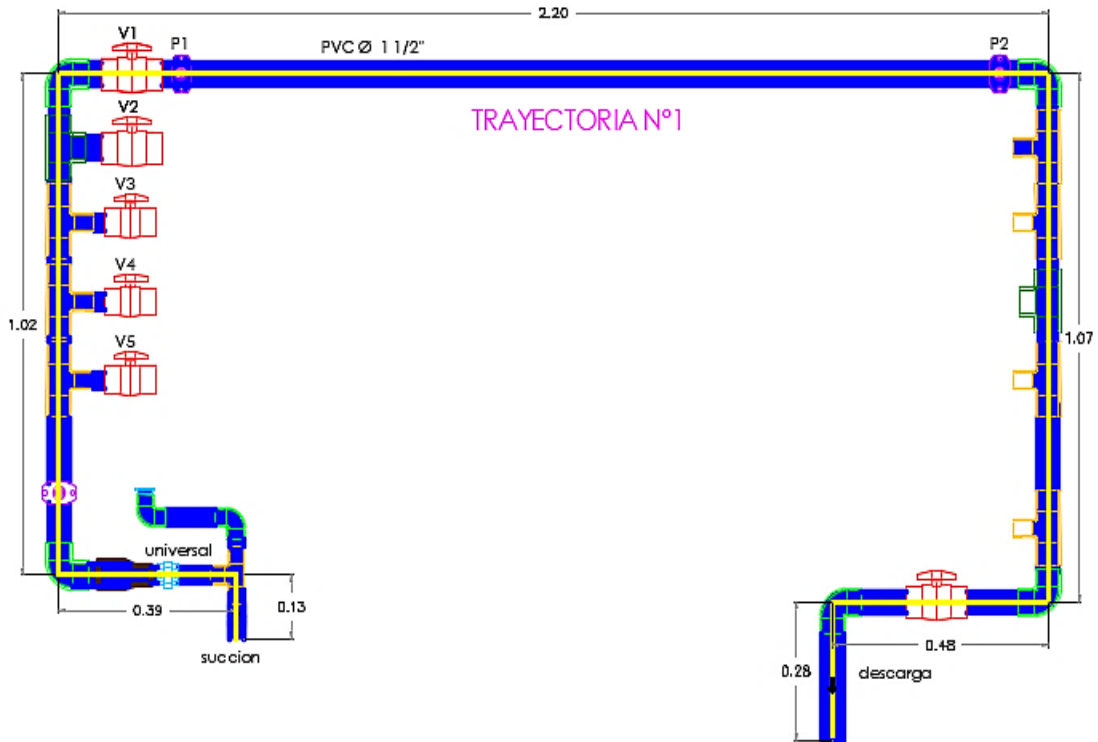 2.20
V1
P1
PVC Ø 1 1/2"
P2
V2
TRAYECTORIA N°1
V3
V4
1.02
1.07
V5
universal
0.39
0.13
succion
0.48
0.28
descarga